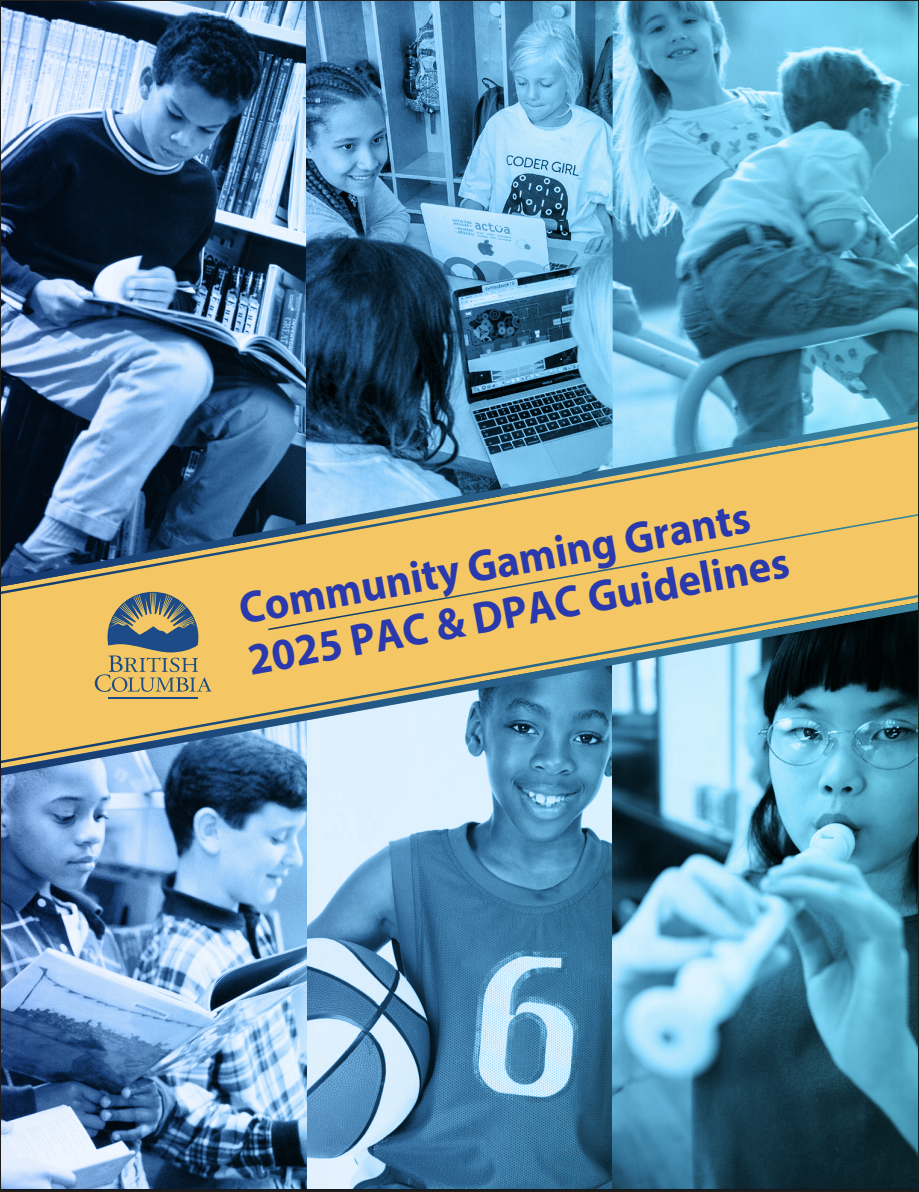 CODER GIRL
actua
Community Gaming Grants
2025 PAC & DPAC Guidelines
BRITISH
COLUMBIA
6